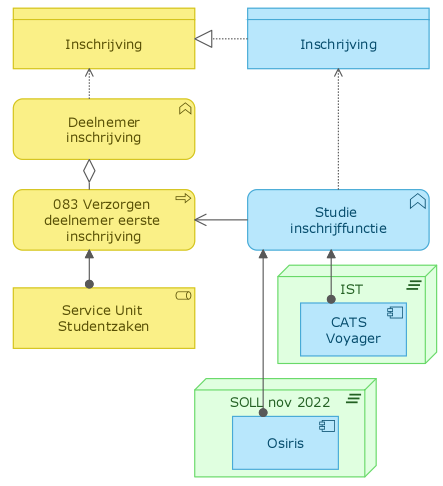 Inschrijving
Inschrijving
Deelnemer
inschrijving
083 Verzorgen
deelnemer eerste
inschrijving
Studie
inschrijffunctie
Service Unit
Studentzaken
IST
CATS
Voyager
SOLL nov 2022
Osiris